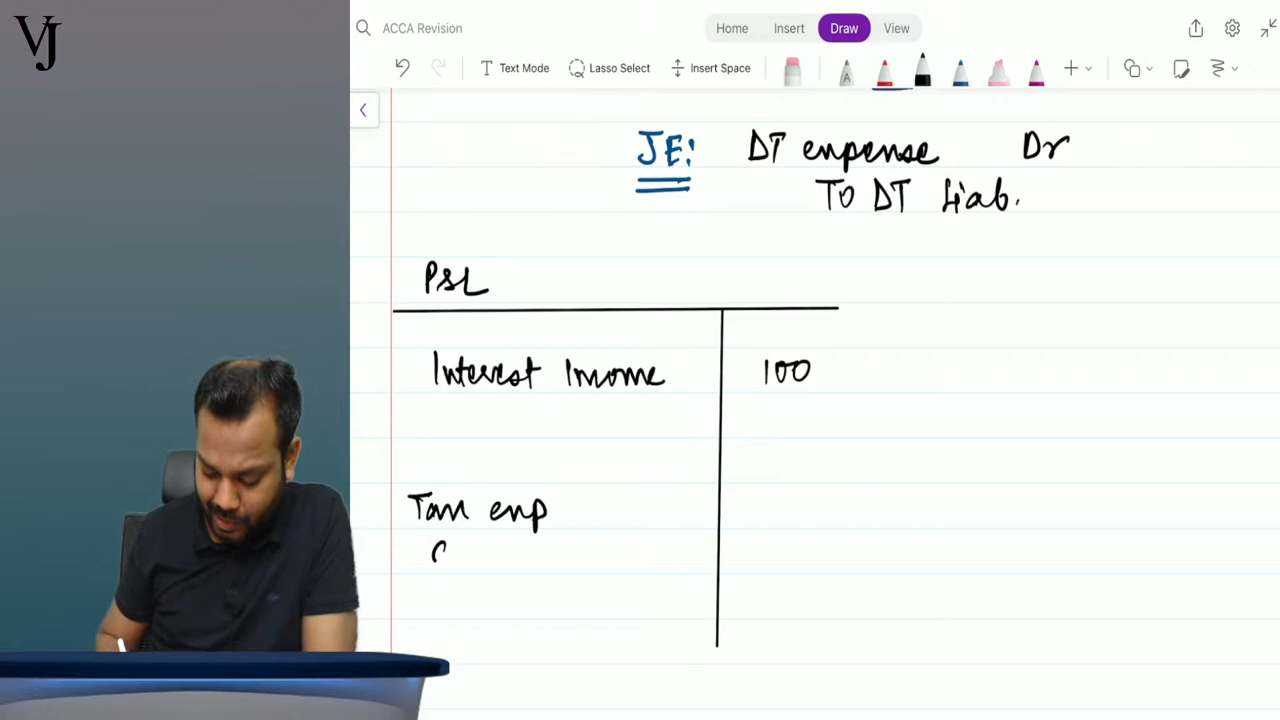 VJ
ACCA Revision
Home Insert Draw View
Text Mode Lasso Select Insert Space
A
JE: DT expense Dr
To DT Liab.
P&L
Interest Income 100
Tax exp
C